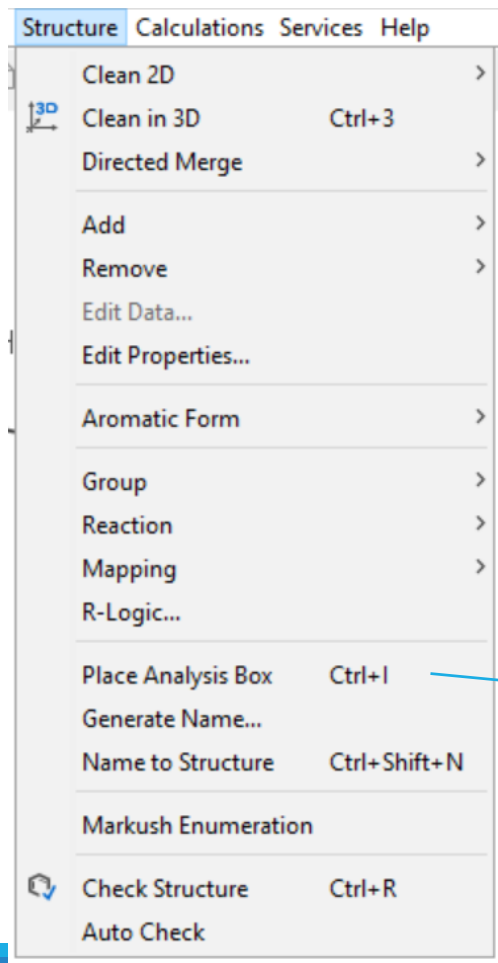 Structure Calculations Services Help
Clean 2D
3D Clean in 3D Ctrl+3
Directed Merge
Add
Remove
Edit Data...
Edit Properties...
Aromatic Form
Group
Reaction
Mapping
R-Logic...
Place Analysis Box Ctrl+I
Generate Name...
Name to Structure Ctrl+Shift+N
Markush Enumeration
Check Structure Ctrl+R
Auto Check